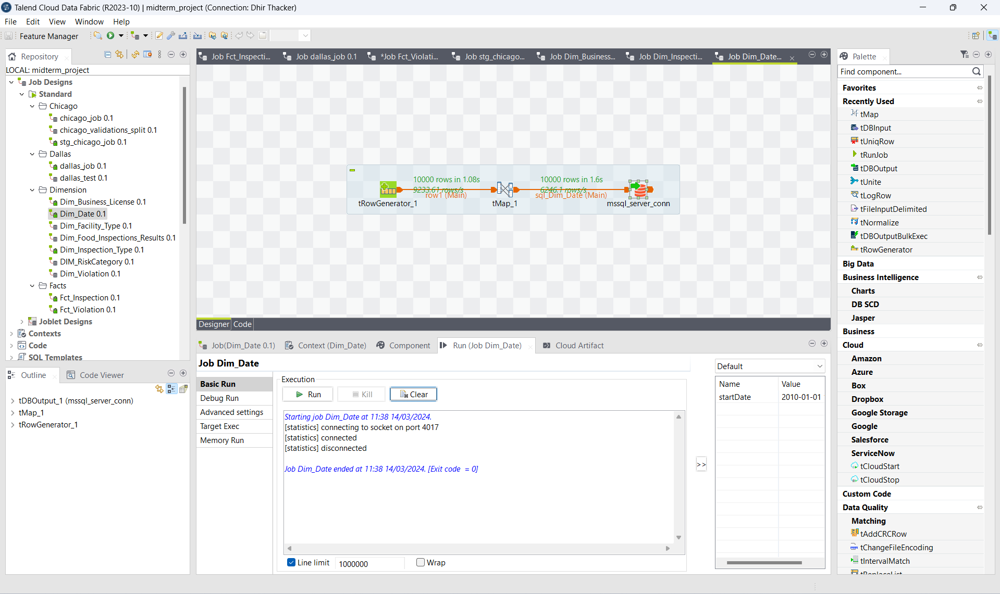 Talend Cloud Data Fabric (R2023-10) | midterm_project (Connection: Dhir Thacker)
File Edit View Window Help
Feature Manager
Repository
LOCAL: midterm_project
Job Designs
Standard
Chicago
chicago_job 0.1
chicago_validations_split 0.1
stg_chicago_job 0.1
Dallas
dallas_job 0.1
dallas_test 0.1
Dimension
Dim_Business_License 0.1
Dim_Date 0.1
Dim_Facility_Type 0.1
Dim_Food_Inspections_Results 0.1
Dim_Inspection_Type 0.1
DIM_RiskCategory 0.1
Dim_Violation 0.1
Facts
Fct_Inspection 0.1
Fct_Violation 0.1
Joblet Designs
Contexts
Code
SQL Templates
Outline Code Viewer
tDBOutput_1 (mssql_server_conn)
tMap_1
tRowGenerator_1
Job Fct_Inspecti... Job dallas_job 0.1 *Job Fct_Violati... Job stg_chicago... Job Dim_Business... Job Dim_Inspecti... Job Dim_Date...
10000 rows in 1.08s
9233.61 rows/s
row1 (Main)
10000 rows in 1.6s
6246.1 rows/s
sql_Dim_Date (Main)
tRowGenerator_1 tMap_1 mssql_server_conn
Designer Code
Job(Dim_Date 0.1) Context (Dim_Date) Component Run (Job Dim_Date) Cloud Artifact
Job Dim_Date
Basic Run
Debug Run
Advanced settings
Target Exec
Memory Run
Execution
Run Kill Clear
Starting job Dim_Date at 11:38 14/03/2024.
[statistics] connecting to socket on port 4017
[statistics] connected
[statistics] disconnected
Job Dim_Date ended at 11:38 14/03/2024. [Exit code = 0]
Line limit 1000000 Wrap
>>
Default
Name Value
startDate 2010-01-01
Palette
Find component...
Favorites
Recently Used
tMap
tDBInput
tUniqRow
tRunJob
tDBOutput
tUnite
tLogRow
tFileInputDelimited
tNormalize
tDBOutputBulkExec
tRowGenerator
Big Data
Business Intelligence
Charts
DB SCD
Jasper
Business
Cloud
Amazon
Azure
Box
Dropbox
Google Storage
Google
Salesforce
ServiceNow
tCloudStart
tCloudStop
Custom Code
Data Quality
Matching
tAddCRCRow
tChangeFileEncoding
tIntervalMatch
tReplaceList